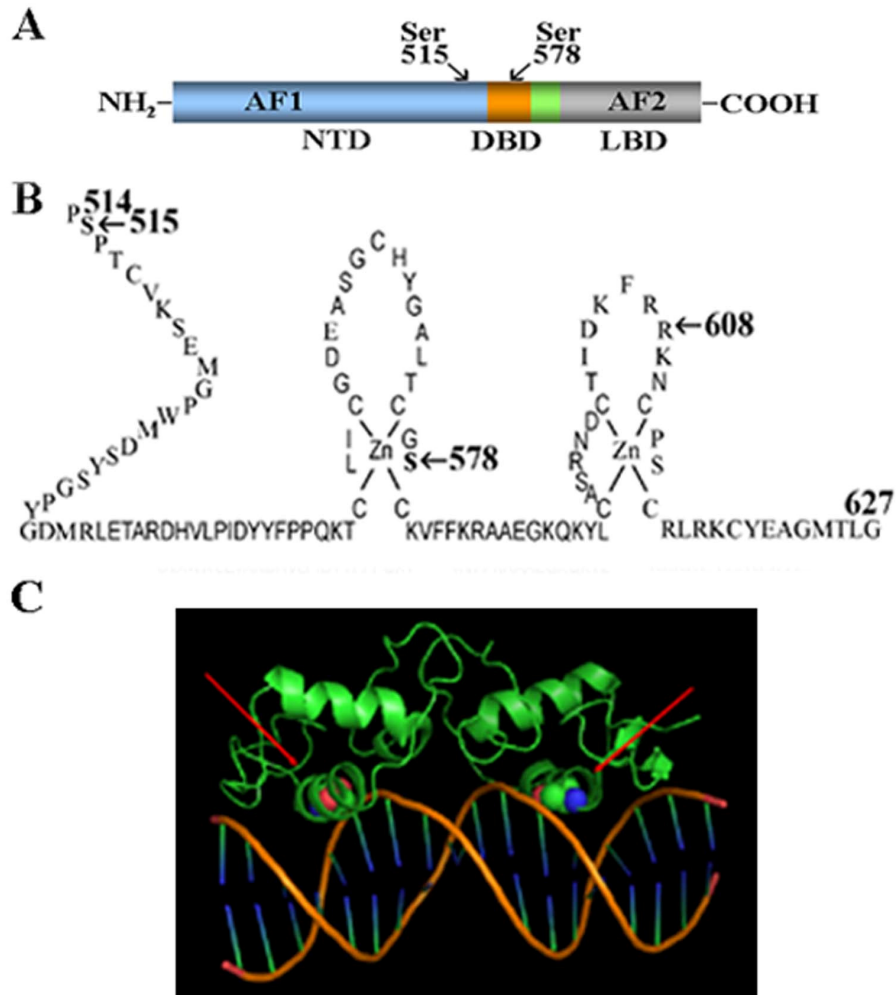 A
Ser 515
Ser 578
NH₂– AF1 AF2 –COOH
NTD DBD LBD
B
P514
S←515
P T C V K S E M G P W M D S Y S G P Y
GDMRLETARDHVLPIDYYFPPQKT
C L I C G D E A S G C H Y G A L T C G S←578 C
Zn
KVFFKRAAEGKQKYL
C A S R N D C T I D K F R R←608 K N C P S C
Zn
RLRKCYEAGMTLG
627
C